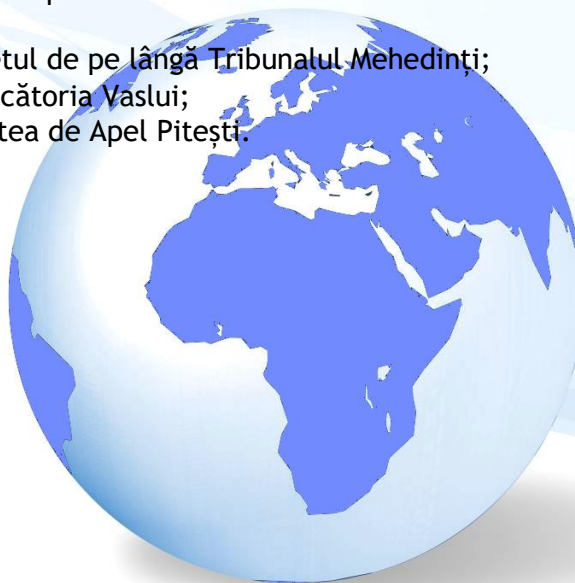 tul de pe lângă Tribunalul Mehedinți;
cătoria Vaslui;
tea de Apel Pitești.